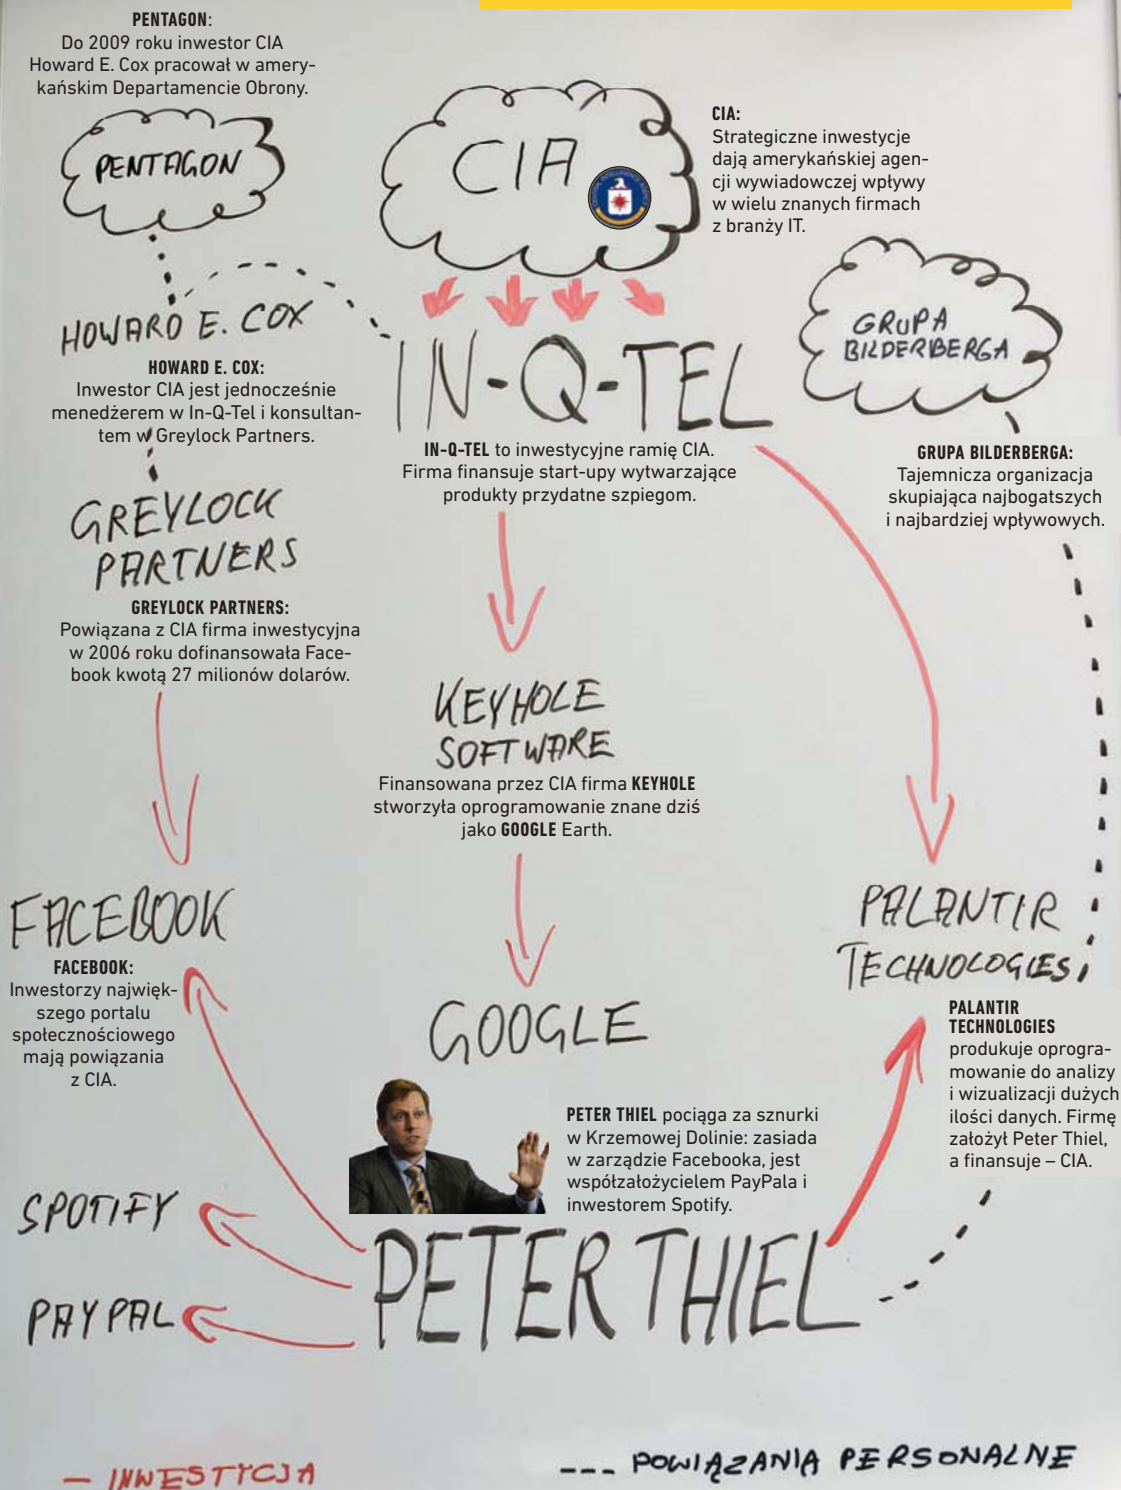 PENTAGON:
Do 2009 roku inwestor CIA
Howard E. Cox pracował w amery-
kańskim Departamencie Obrony.
PENTAGON
CIA
CIA:
Strategiczne inwestycje
dają amerykańskiej agen-
cji wywiadowczej wpływy
w wielu znanych firmach
z branży IT.
HOWARD E. COX
HOWARD E. COX:
Inwestor CIA jest jednocześnie
menedżerem w In-Q-Tel i konsultan-
tem w Greylock Partners.
IN-Q-TEL
IN-Q-TEL to inwestycyjne ramię CIA.
Firma finansuje start-upy wytwarzające
produkty przydatne szpiegom.
GRUPA
BILDERBERGA
GRUPA BILDERBERGA:
Tajemnicza organizacja
skupiająca najbogatszych
i najbardziej wpływowych.
GREYLOCK
PARTNERS
GREYLOCK PARTNERS:
Powiązana z CIA firma inwestycyjna
w 2006 roku dofinansowała Face-
book kwotą 27 milionów dolarów.
KEYHOLE
SOFTWARE
Finansowana przez CIA firma KEYHOLE
stworzyła oprogramowanie znane dziś
jako GOOGLE Earth.
FACEBOOK
FACEBOOK:
Inwestorzy najwięk-
szego portalu
społecznościowego
mają powiązania
z CIA.
GOOGLE
PALANTIR
TECHNOLOGIES
PALANTIR
TECHNOLOGIES
produkuje oprogra-
mowanie do analizy
i wizualizacji dużych
ilości danych. Firmę
założył Peter Thiel,
a finansuje – CIA.
PETER THIEL pociąga za sznurki
w Krzemowej Dolinie: zasiada
w zarządzie Facebooka, jest
współzałożycielem PayPala i
inwestorem Spotify.
SPOTIFY
PAYPAL
PETER THIEL
— INWESTYCJA
--- POWIĄZANIA PERSONALNE